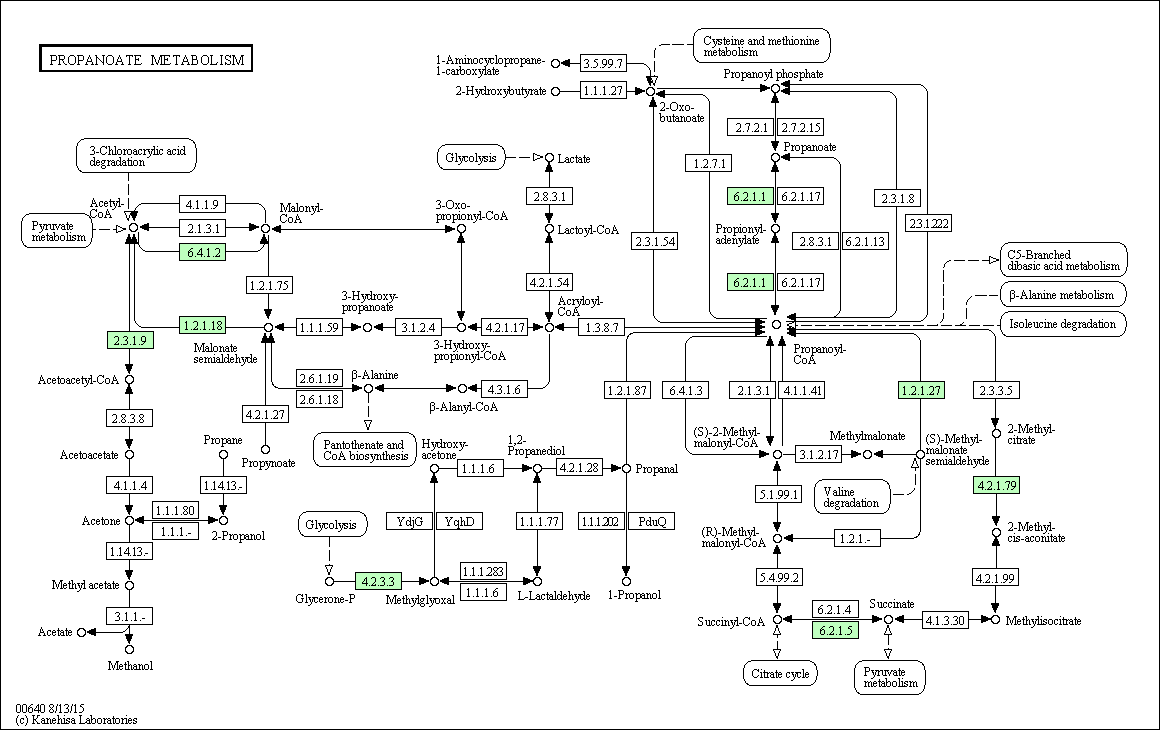 PROPANOATE METABOLISM
Cysteine and methionine
metabolism
1-Aminocyclopropane-
1-carboxylate
3.5.99.7
2-Hydroxybutyrate
1.1.1.27
2-Oxo-
butanoate
Propanoyl phosphate
2.7.2.1
2.7.2.15
Propanoate
1.2.7.1
3-Chloroacrylic acid
degradation
Glycolysis
Lactate
2.8.3.1
6.2.1.1
6.2.1.17
2.3.1.8
2.3.1.222
Acetyl-
CoA
4.1.1.9
Malonyl-
CoA
3-Oxo-
propionyl-CoA
Lactoyl-CoA
Pyruvate
metabolism
2.1.3.1
6.4.1.2
Propionyl-
adenylate
2.3.1.54
2.8.3.1
6.2.1.13
C5-Branched
dibasic acid metabolism
β-Alanine metabolism
Isoleucine degradation
1.2.1.75
4.2.1.54
6.2.1.1
6.2.1.17
3-Hydroxy-
propanoate
Acryloyl-
CoA
1.2.1.18
1.1.1.59
3.1.2.4
4.2.1.17
1.3.8.7
2.3.1.9
Malonate
semialdehyde
3-Hydroxy-
propionyl-CoA
Propanoyl-
CoA
Acetoacetyl-CoA
2.6.1.19
2.6.1.18
β-Alanine
β-Alanyl-CoA
4.3.1.6
1.2.1.87
6.4.1.3
2.1.3.1
4.1.1.41
1.2.1.27
2.3.3.5
2.8.3.8
4.2.1.27
Acetoacetate
Propane
Propynoate
Pantothenate and
CoA biosynthesis
Hydroxy-
acetone
1,2-
Propanediol
1.1.1.6
4.2.1.28
Propanal
(S)-2-Methyl-
malonyl-CoA
Methylmalonate
3.1.2.17
(S)-Methyl-
malonate
semialdehyde
2-Methyl-
citrate
4.1.1.4
1.14.13.-
5.1.99.1
Valine
degradation
4.2.1.79
Acetone
1.1.1.80
1.1.1.-
2-Propanol
Glycolysis
YdjG
YqhD
1.1.1.77
1.1.1.202
PduQ
(R)-Methyl-
malonyl-CoA
1.2.1.-
2-Methyl-
cis-aconitate
1.14.13.-
Methyl acetate
Glycerone-P
4.2.3.3
Methylglyoxal
1.1.1.283
1.1.1.6
L-Lactaldehyde
1-Propanol
5.4.99.2
4.2.1.99
3.1.1.-
Acetate
Methanol
Succinyl-CoA
6.2.1.4
6.2.1.5
Succinate
4.1.3.30
Methylisocitrate
Citrate cycle
Pyruvate
metabolism
00640 8/13/15
(c) Kanehisa Laboratories